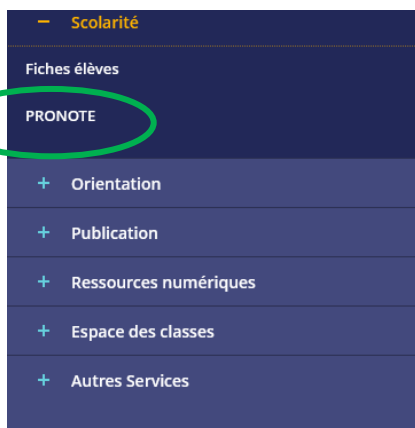 − Scolarité
Fiches élèves
PRONOTE
+ Orientation
+ Publication
+ Ressources numériques
+ Espace des classes
+ Autres Services